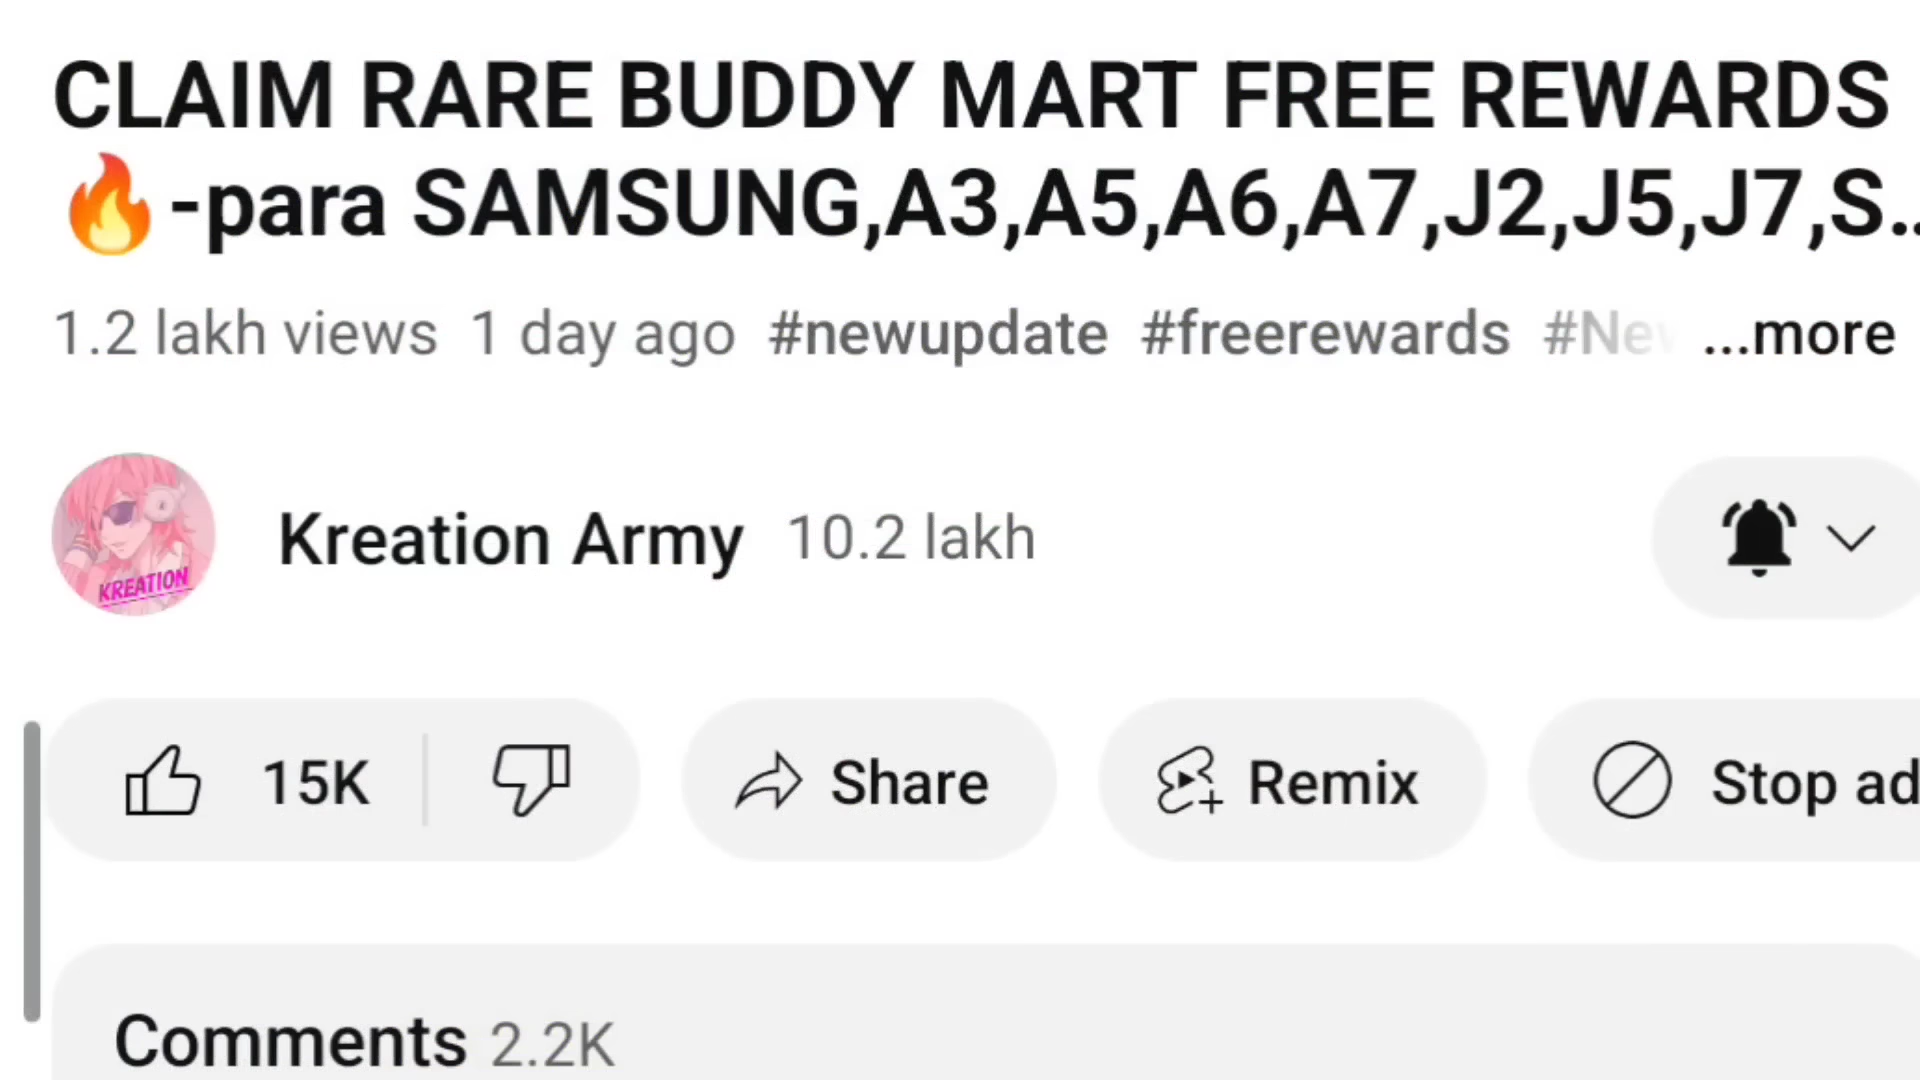 CLAIM RARE BUDDY MART FREE REWARDS
🔥-para SAMSUNG,A3,A5,A6,A7,J2,J5,J7,S...
1.2 lakh views 1 day ago #newupdate #freerewards #New ...more
KREATION
Kreation Army 10.2 lakh
15K Share Remix Stop ad
Comments 2.2K